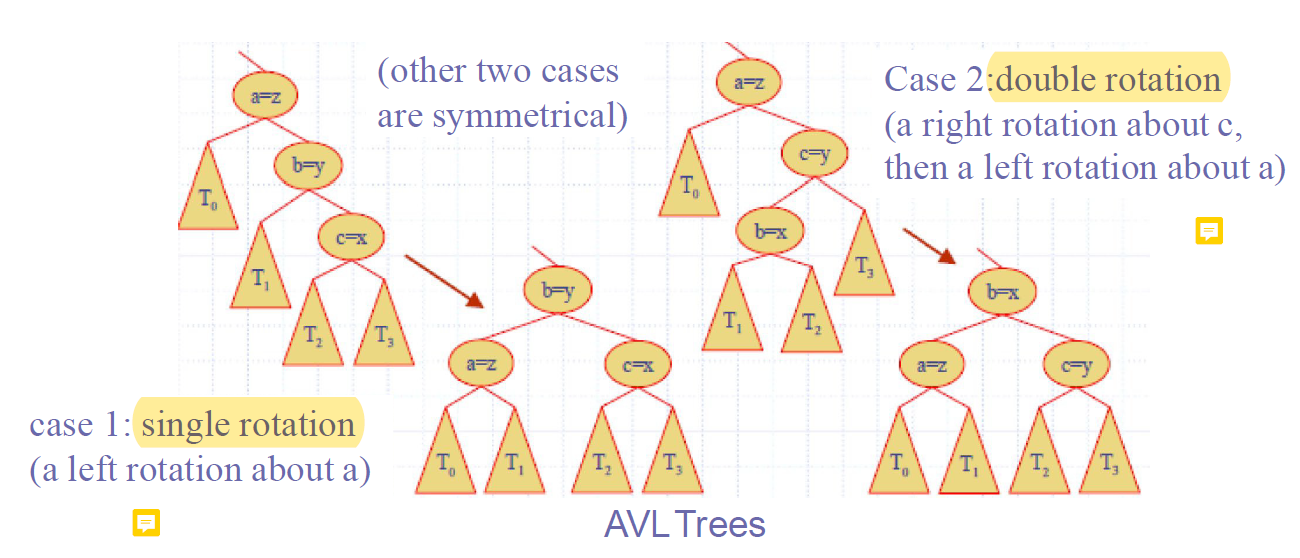 (other two cases
are symmetrical)
Case 2:double rotation
(a right rotation about c,
then a left rotation about a)
a=z
b=y
T₀
c=x
T₁
T₂
T₃
b=y
a=z
c=x
T₀
T₁
T₂
T₃
a=z
c=y
T₀
b=x
T₃
T₁
T₂
b=x
a=z
c=y
T₀
T₁
T₂
T₃
case 1: single rotation
(a left rotation about a)
AVL Trees